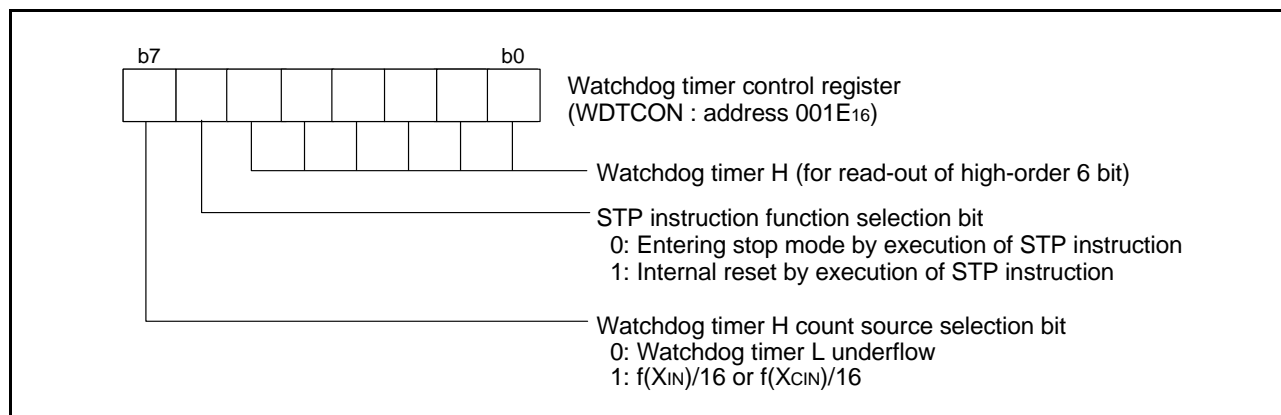 b7 b0
Watchdog timer control register
(WDTCON : address 001E16)
Watchdog timer H (for read-out of high-order 6 bit)
STP instruction function selection bit
0: Entering stop mode by execution of STP instruction
1: Internal reset by execution of STP instruction
Watchdog timer H count source selection bit
0: Watchdog timer L underflow
1: f(XIN)/16 or f(XCIN)/16